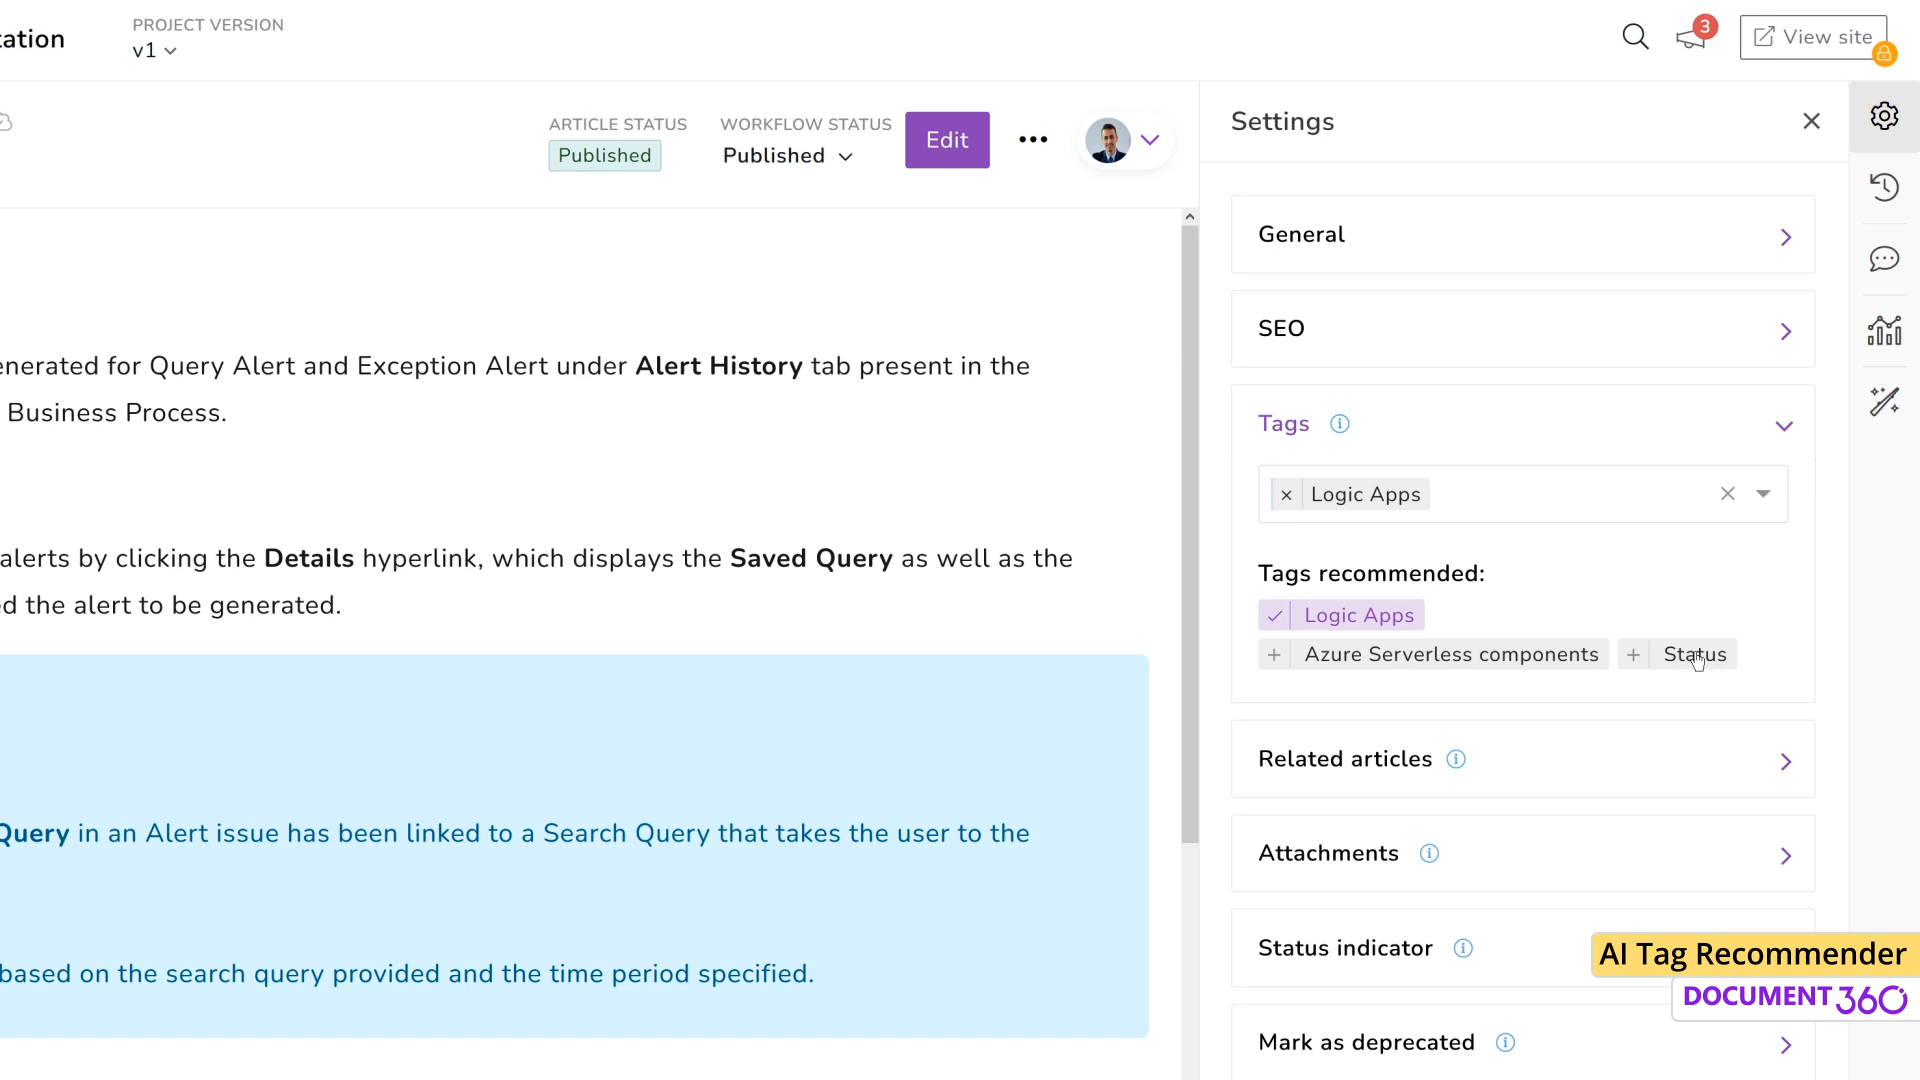 PROJECT VERSION
v1
3
View site
ARTICLE STATUS
Published
WORKFLOW STATUS
Published
Edit
Alert History tab present in the
for Query Alert and Exception Alert under
Business Process.
alerts by clicking the Details hyperlink, which displays the Saved Query as well as the
the alert to be generated.
Query in an Alert issue has been linked to a Search Query that takes the user to the
based on the search query provided and the time period specified.
Settings
General
SEO
Tags
Logic Apps
Tags recommended:
Logic Apps
Azure Serverless components
Status
Related articles
Attachments
Status indicator
Mark as deprecated
AI Tag Recommender
DOCUMENT360